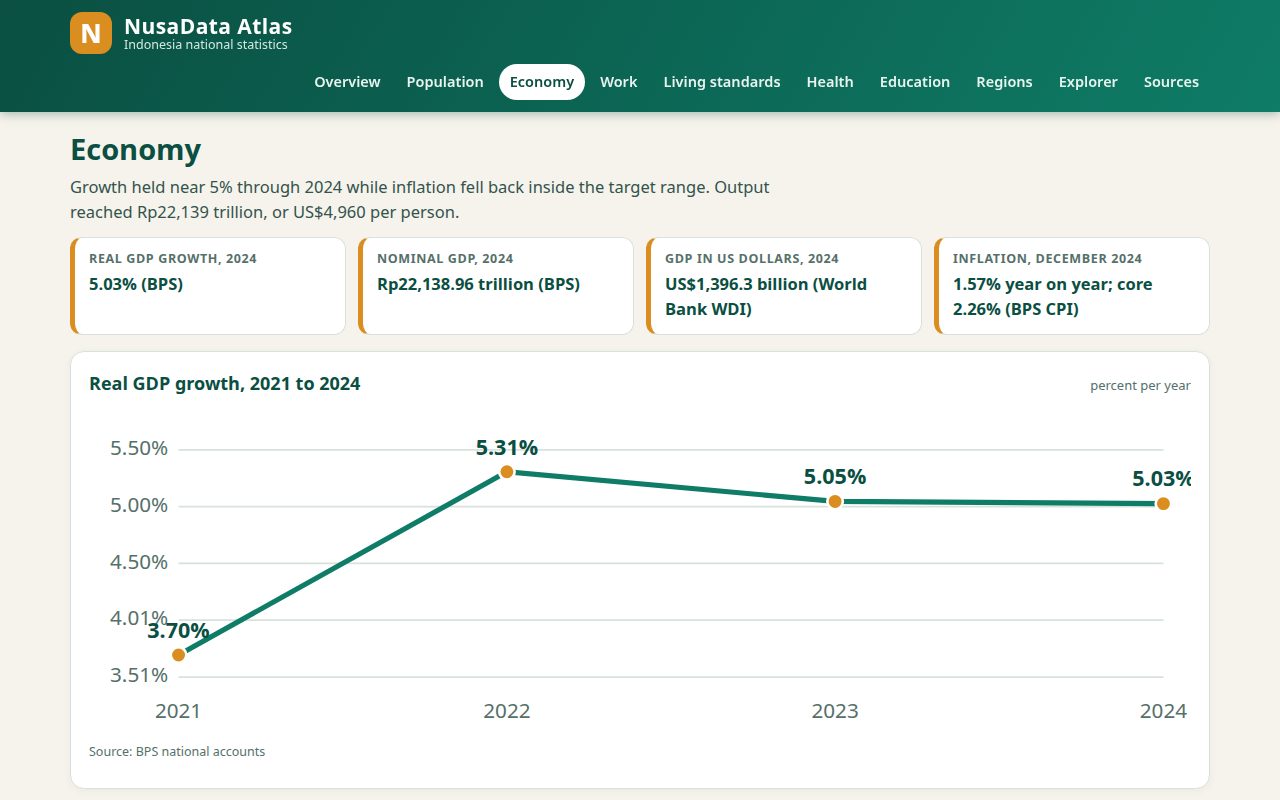 N
NusaData Atlas
Indonesia national statistics
Overview Population Economy Work Living standards Health Education Regions Explorer Sources
Economy
Growth held near 5% through 2024 while inflation fell back inside the target range. Output
reached Rp22,139 trillion, or US$4,960 per person.
REAL GDP GROWTH, 2024
5.03% (BPS)
NOMINAL GDP, 2024
Rp22,138.96 trillion (BPS)
GDP IN US DOLLARS, 2024
US$1,396.3 billion (World
Bank WDI)
INFLATION, DECEMBER 2024
1.57% year on year; core
2.26% (BPS CPI)
Real GDP growth, 2021 to 2024
percent per year
5.50%
5.31%
5.05%
5.03%
5.00%
4.50%
4.01%
3.70%
3.51%
2021 2022 2023 2024
Source: BPS national accounts